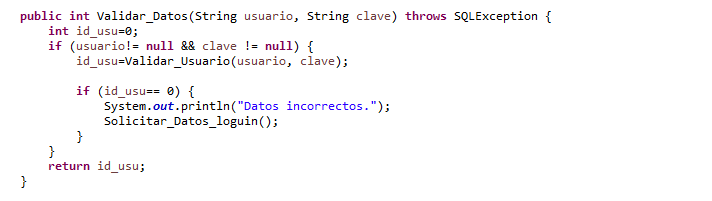 public int Validar_Datos(String usuario, String clave) throws SQLException {
    int id_usu=0;
    if (usuario!= null && clave != null) {
        id_usu=Validar_Usuario(usuario, clave);

        if (id_usu== 0) {
            System.out.println("Datos incorrectos.");
            Solicitar_Datos_loguin();
        }
    }
    return id_usu;
}